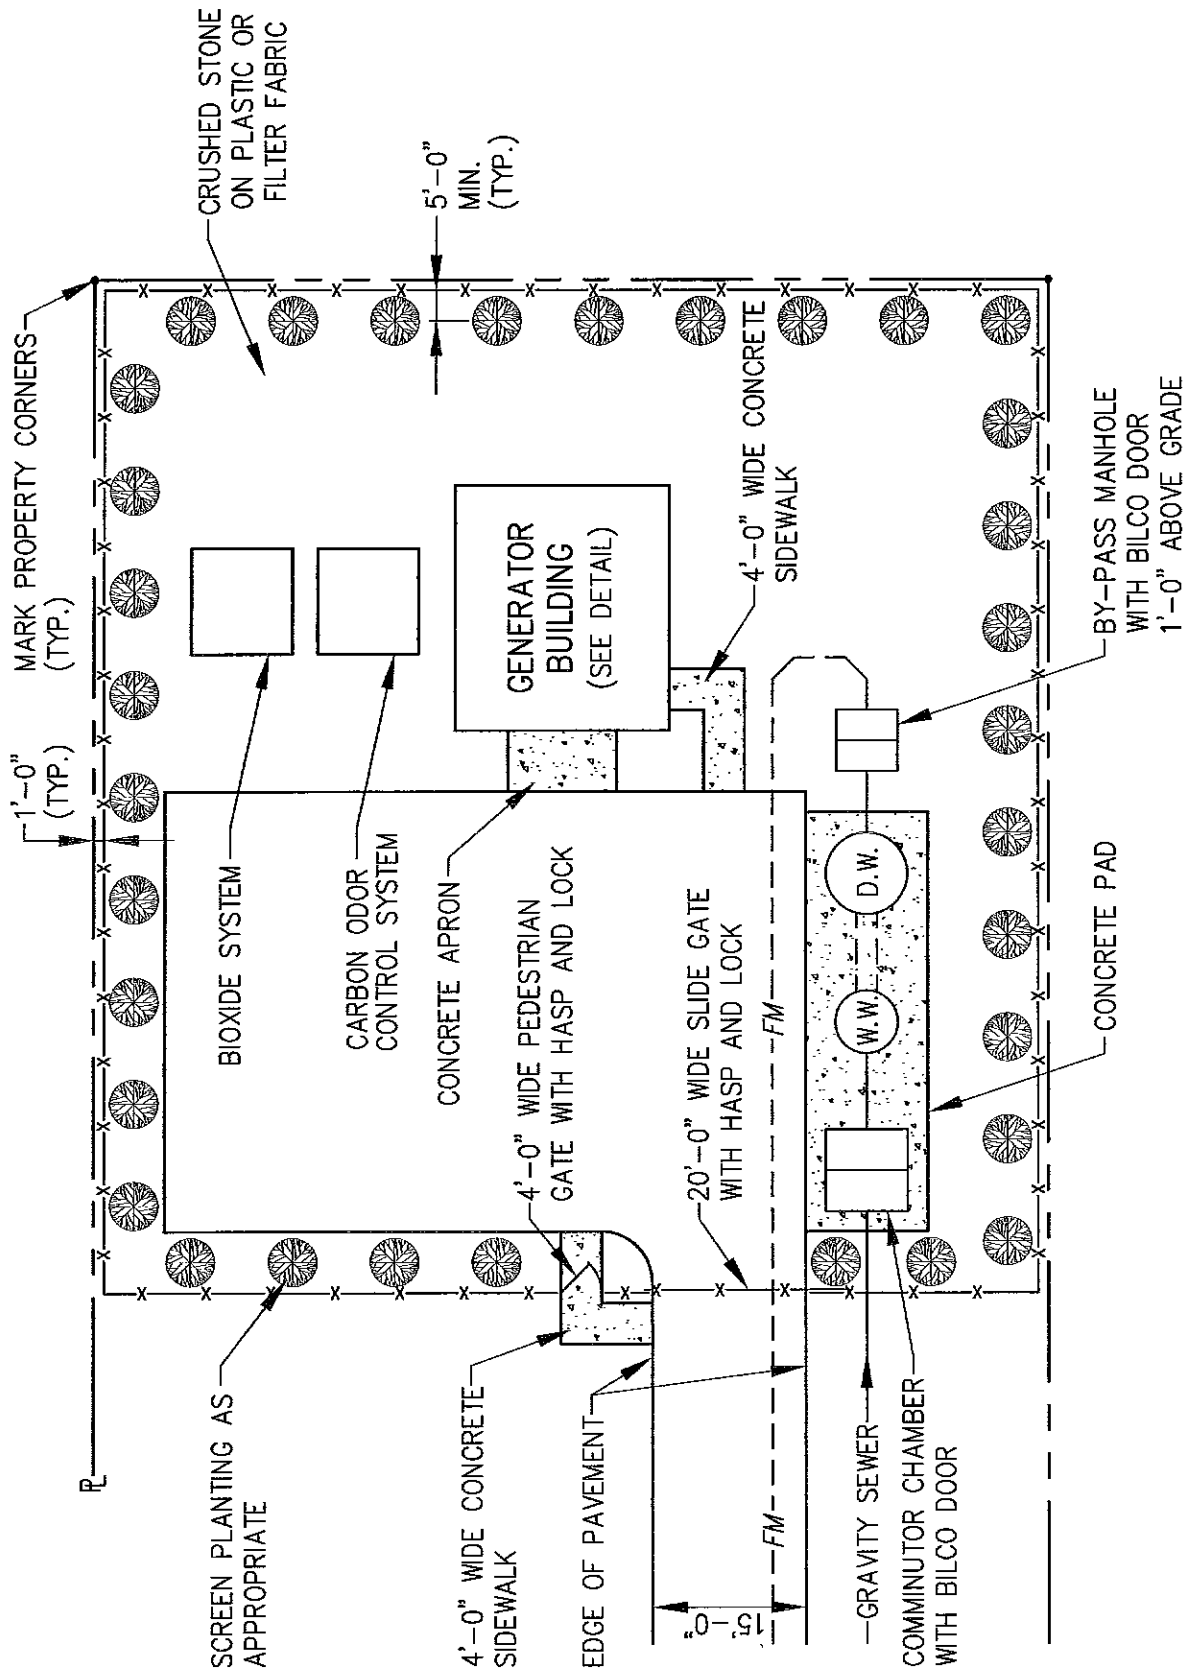 MARK PROPERTY CORNERS
(TYP.)
1'-0"
(TYP.)
CRUSHED STONE
ON PLASTIC OR
FILTER FABRIC
5'-0"
MIN.
(TYP.)
PL
SCREEN PLANTING AS
APPROPRIATE
BIOXIDE SYSTEM
CARBON ODOR
CONTROL SYSTEM
GENERATOR
BUILDING
(SEE DETAIL)
CONCRETE APRON
4'-0" WIDE PEDESTRIAN
GATE WITH HASP AND LOCK
4'-0" WIDE CONCRETE
SIDEWALK
4'-0" WIDE CONCRETE
SIDEWALK
EDGE OF PAVEMENT
20'-0" WIDE SLIDE GATE
WITH HASP AND LOCK
15'-0"
FM
FM
W.W.
D.W.
GRAVITY SEWER
COMMINUTOR CHAMBER
WITH BILCO DOOR
CONCRETE PAD
BY-PASS MANHOLE
WITH BILCO DOOR
1'-0" ABOVE GRADE